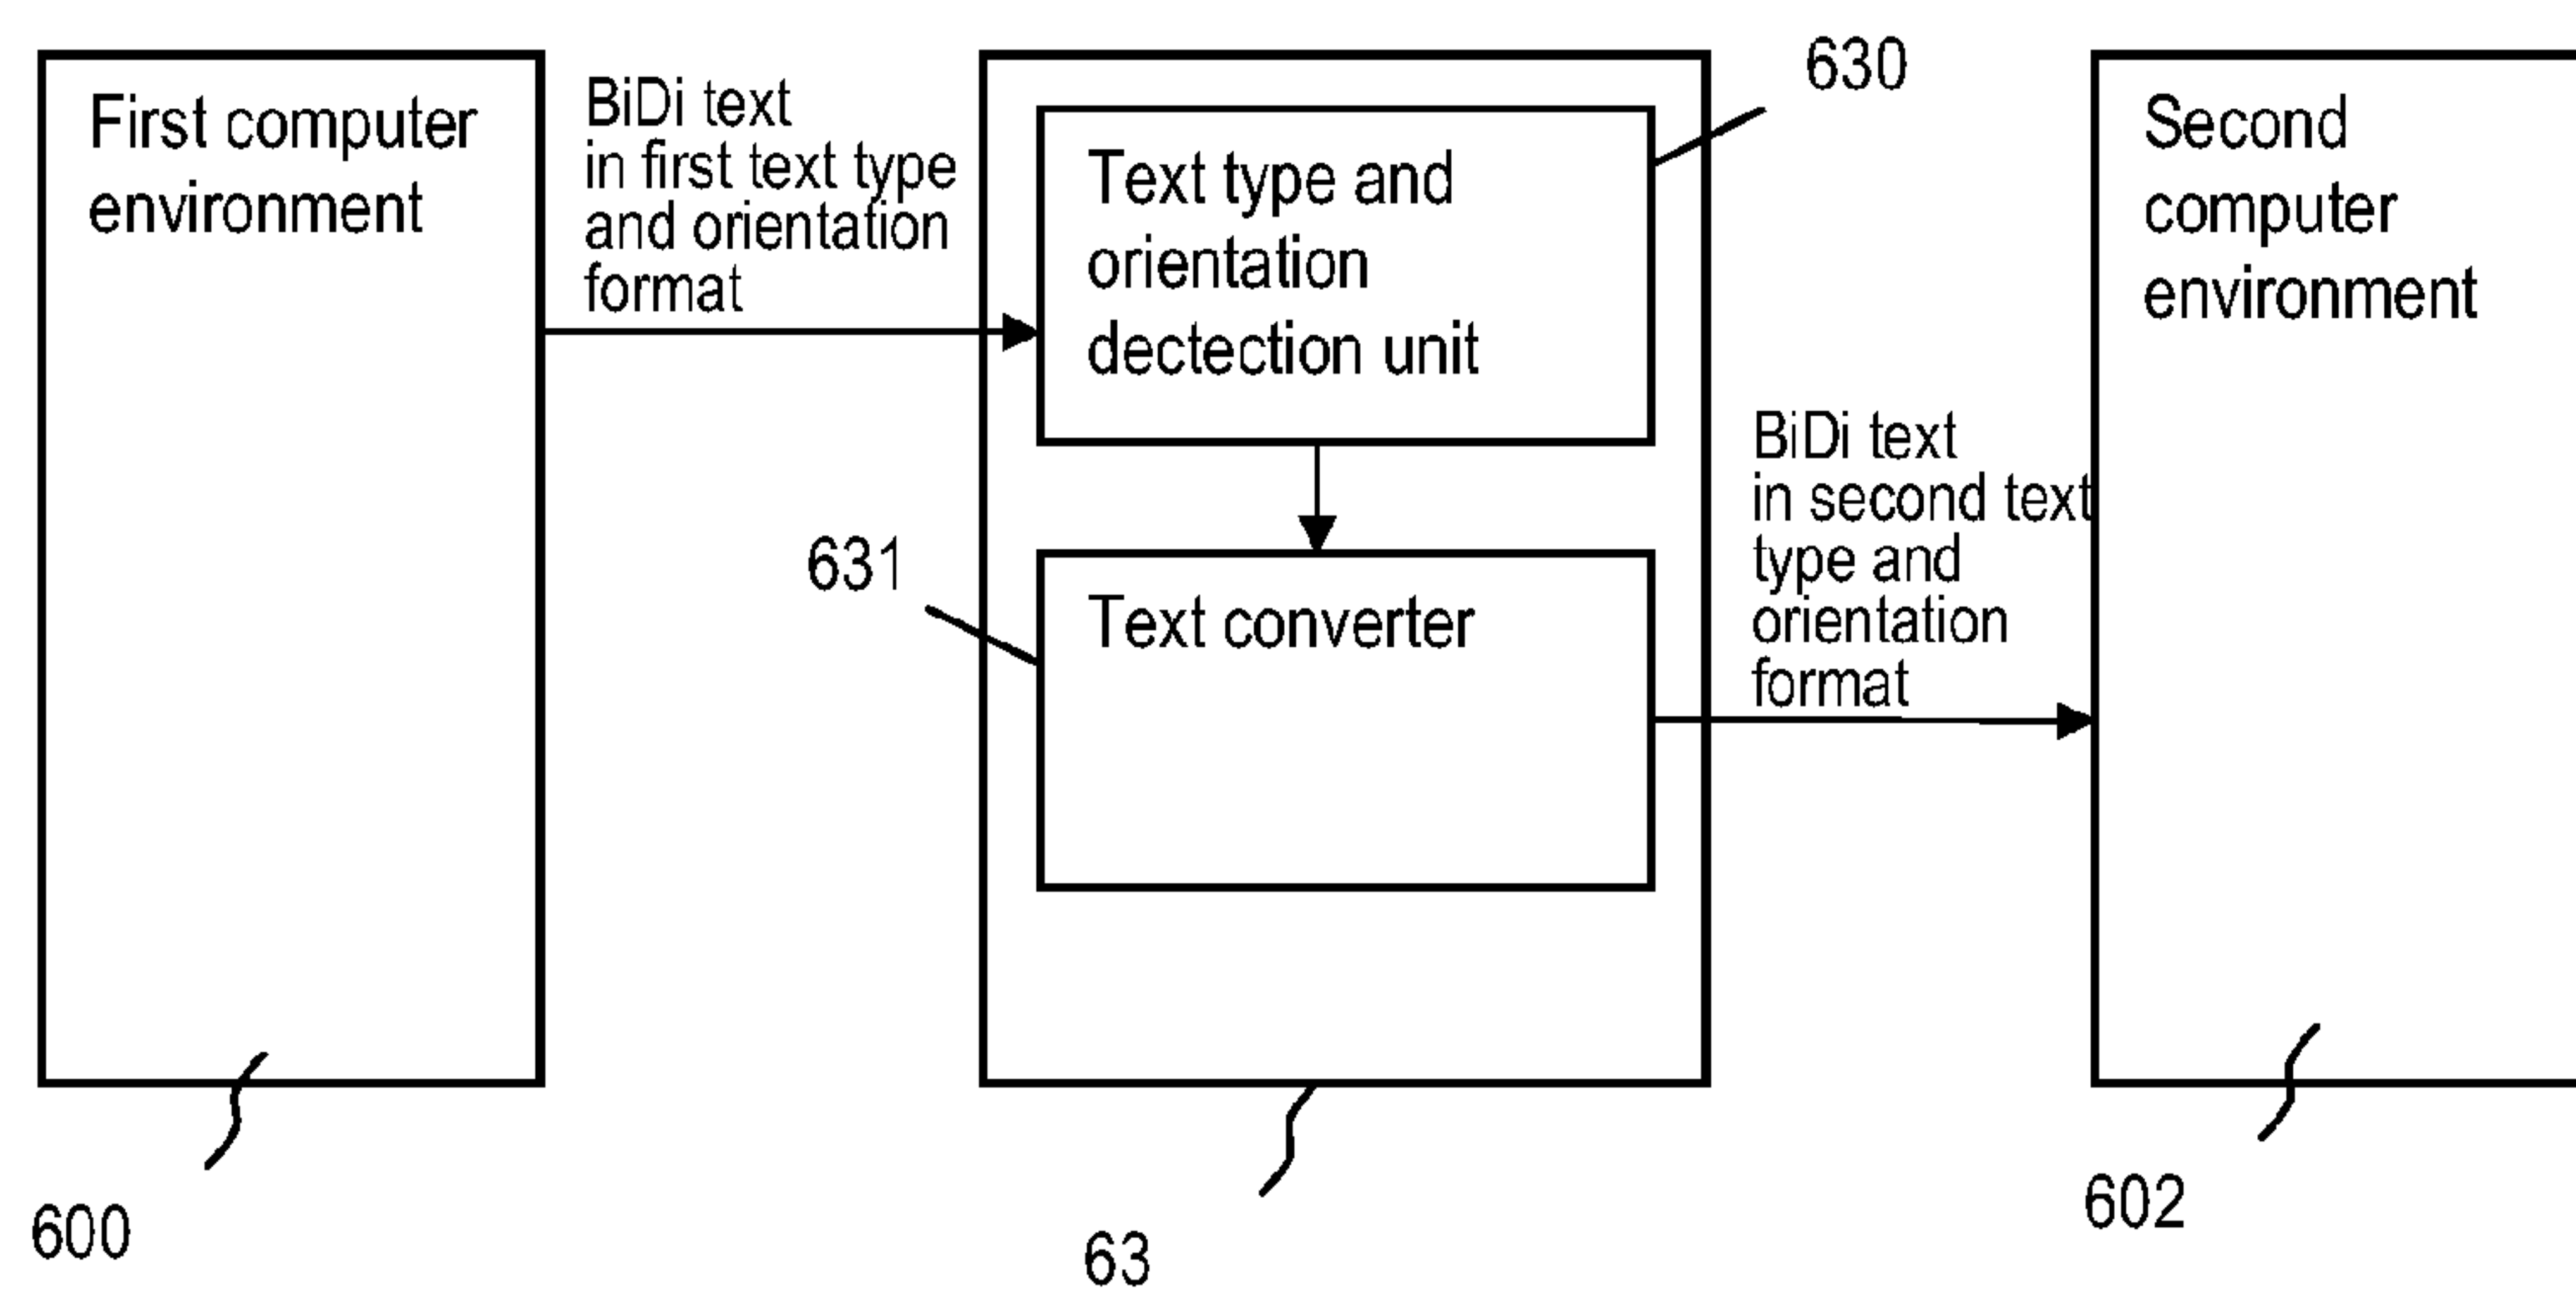 First computer
environment
BiDi text
in first text type
and orientation
format
630
Text type and
orientation
dectection unit
631
Text converter
BiDi text
in second text
type and
orientation
format
Second
computer
environment
600
63
602